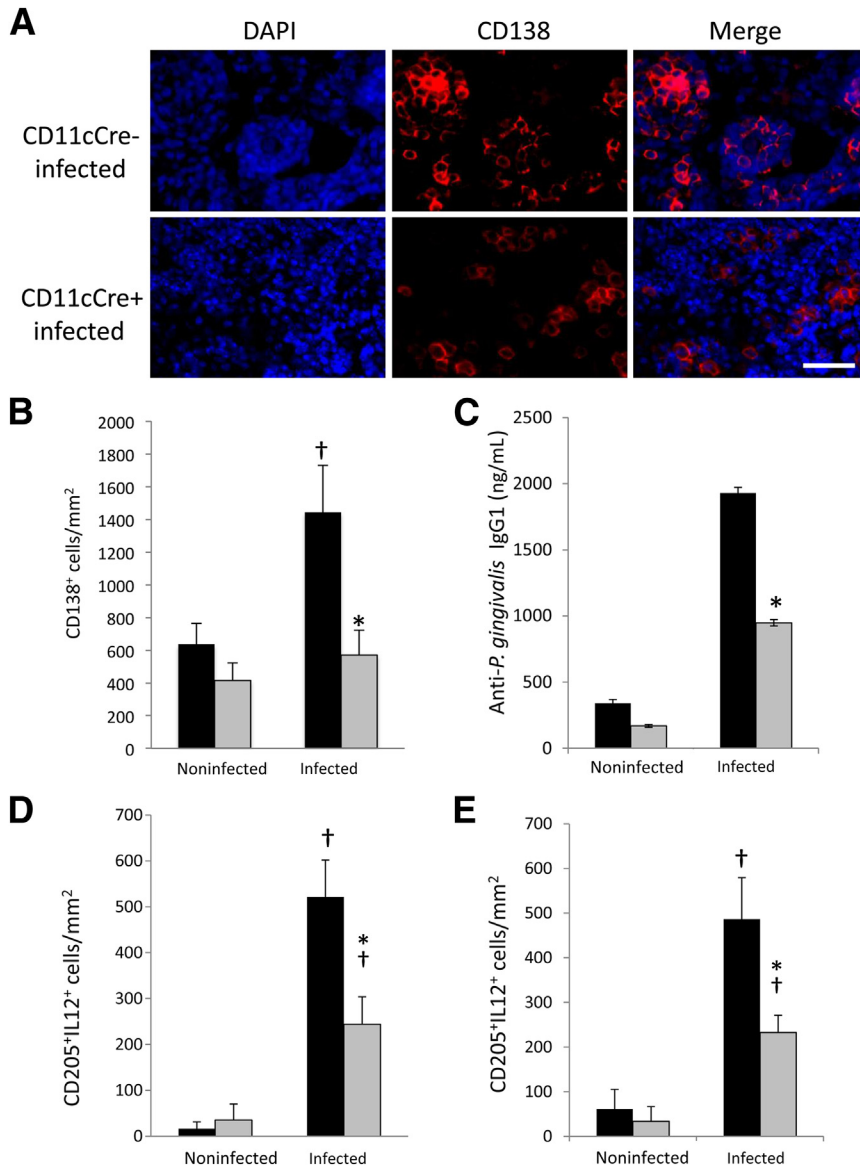 A
DAPI CD138 Merge
CD11cCre-
infected
CD11cCre+
infected
B
CD138⁺ cells/mm²
2000
1800
1600
1400
1200
1000
800
600
400
200
0
†
*
Noninfected Infected
C
Anti-P. gingivalis IgG1 (ng/mL)
2500
2000
1500
1000
500
0
*
Noninfected Infected
D
CD205⁺IL12⁺ cells/mm²
700
600
500
400
300
200
100
0
†
*
†
Noninfected Infected
E
CD205⁺IL12⁺ cells/mm²
700
600
500
400
300
200
100
0
†
*
†
Noninfected Infected